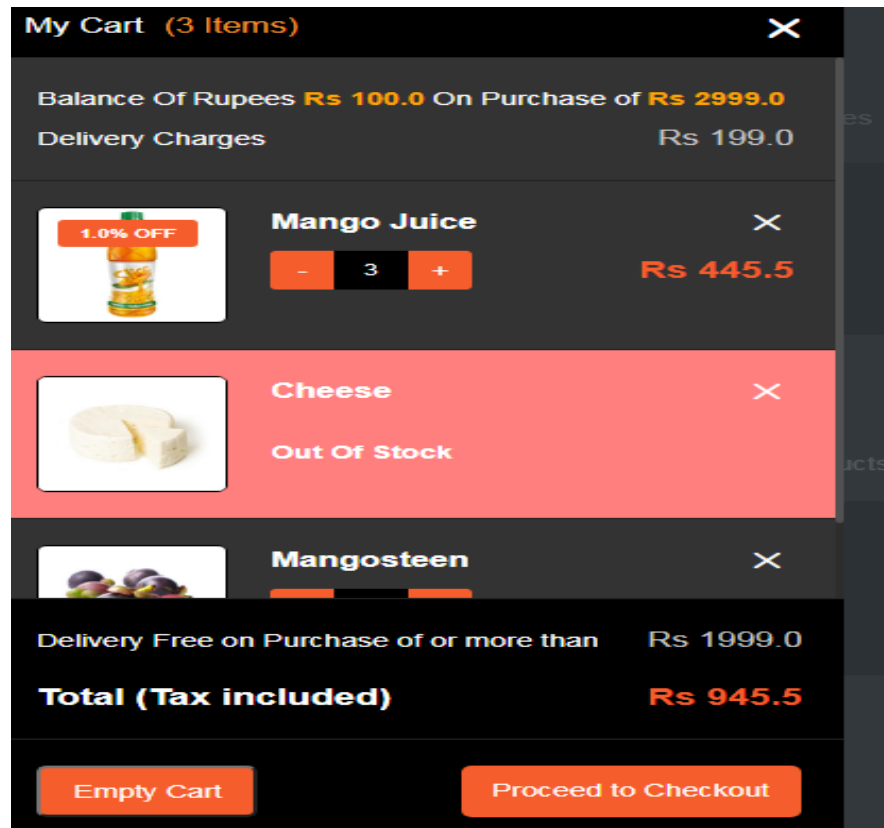 My Cart (3 Items)
Balance Of Rupees Rs 100.0 On Purchase of Rs 2999.0
Delivery Charges Rs 199.0
1.0% OFF
Mango Juice
- 3 +
Rs 445.5
Cheese
Out Of Stock
Mangosteen
Delivery Free on Purchase of or more than Rs 1999.0
Total (Tax included) Rs 945.5
Empty Cart
Proceed to Checkout